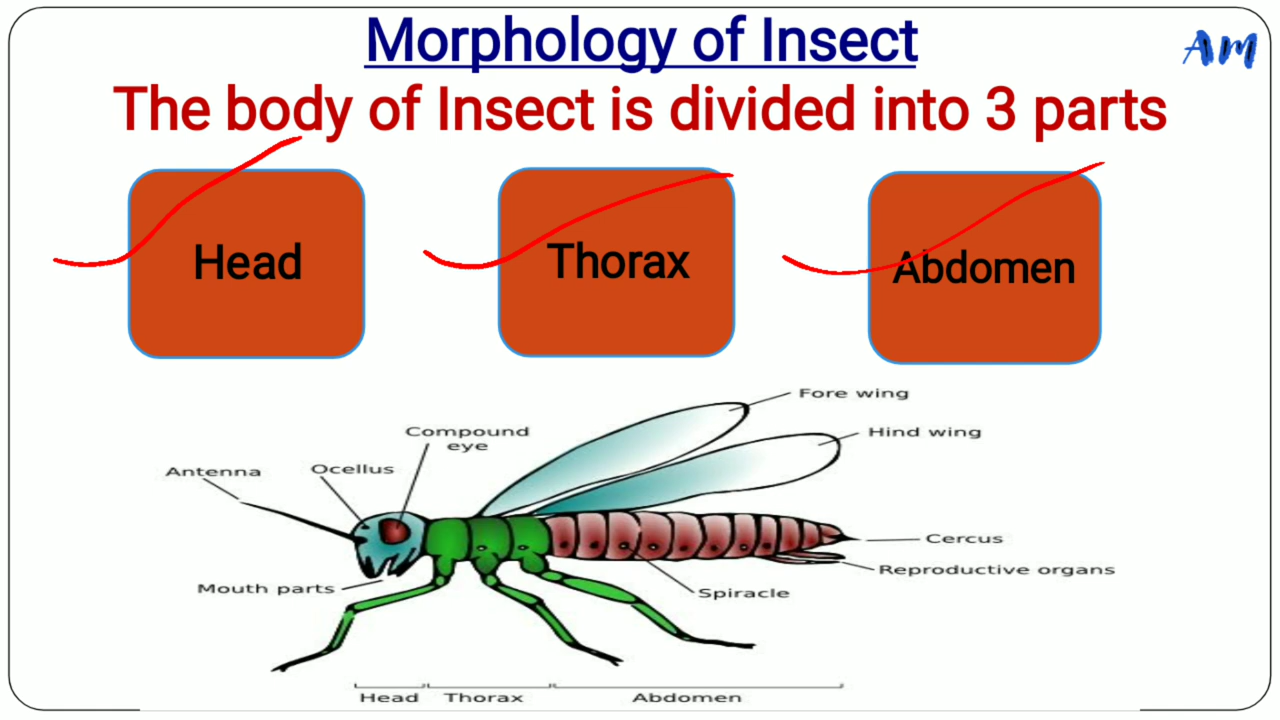 Morphology of Insect
AM
The body of Insect is divided into 3 parts
Head
Thorax
Abdomen
Fore wing
Hind wing
Compound
eye
Antenna
Ocellus
Cercus
Reproductive organs
Mouth parts
Spiracle
Head
Thorax
Abdomen